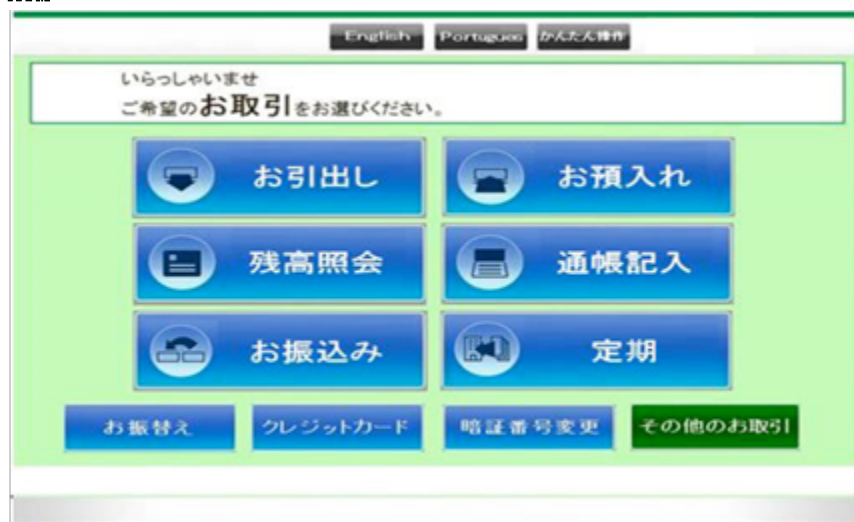 English Portugues かんたん操作
いらっしゃいませ
ご希望のお取引をお選びください。
お引出し お預入れ
残高照会 通帳記入
お振込み 定期
お振替え クレジットカード 暗証番号変更 その他のお取引